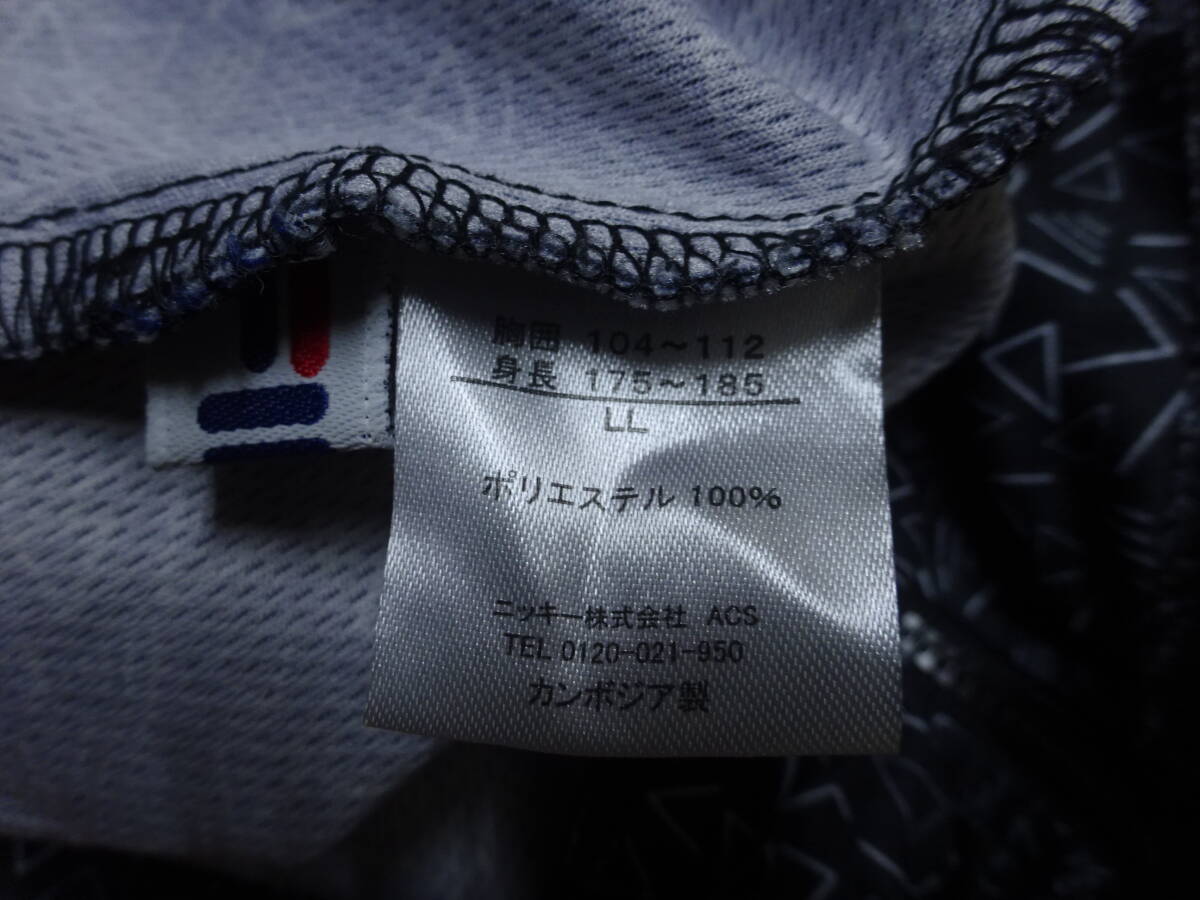 胸囲 104～112
身長 175～185
LL
ポリエステル 100%
ニッキー株式会社 ACS
TEL 0120-021-950
カンボジア製